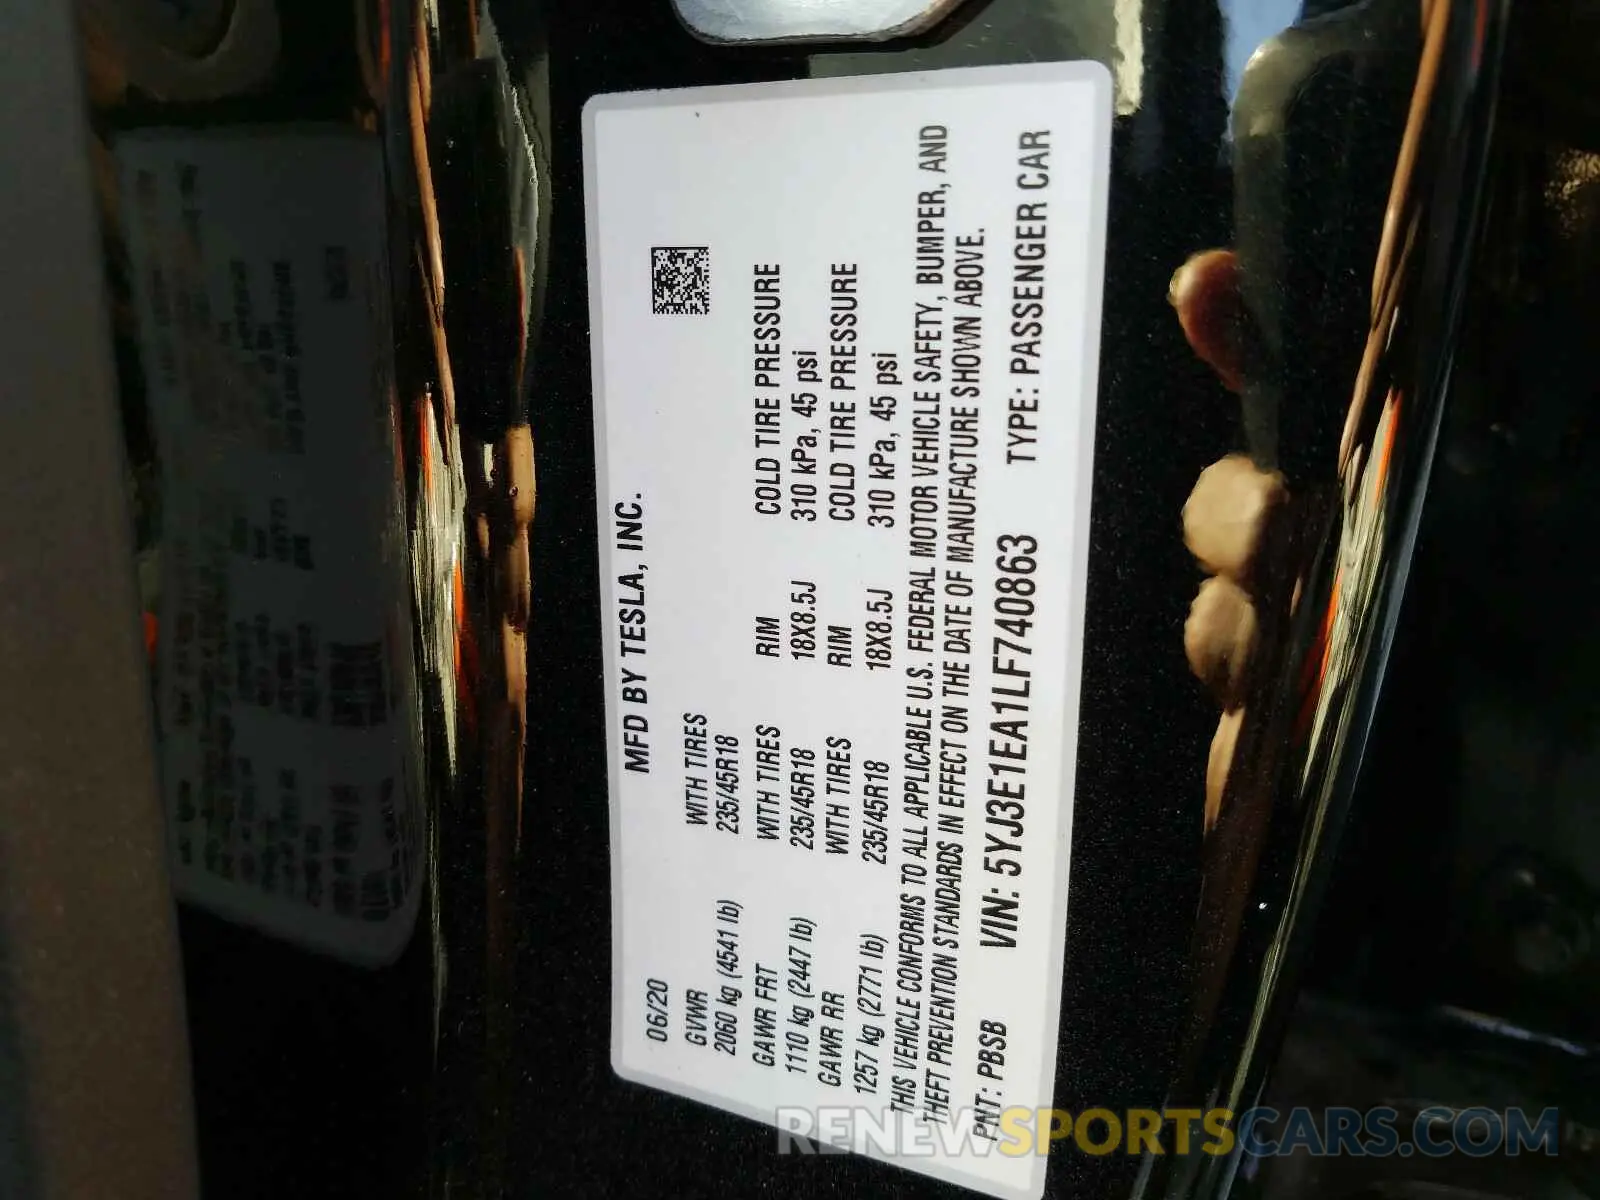 MFD BY TESLA, INC.
06/20
GVWR WITH TIRES
2060 kg (4541 lb) 235/45R18
GAWR FRT WITH TIRES RIM COLD TIRE PRESSURE
1110 kg (2447 lb) 235/45R18 18X8.5J 310 kPa, 45 psi
GAWR RR WITH TIRES RIM COLD TIRE PRESSURE
1257 kg (2771 lb) 235/45R18 18X8.5J 310 kPa, 45 psi
THIS VEHICLE CONFORMS TO ALL APPLICABLE U.S. FEDERAL MOTOR VEHICLE SAFETY, BUMPER, AND
THEFT PREVENTION STANDARDS IN EFFECT ON THE DATE OF MANUFACTURE SHOWN ABOVE.
PNT: PBSB VIN: 5YJ3E1EA1LF740863 TYPE: PASSENGER CAR
RENEWSPORTSCARS.COM